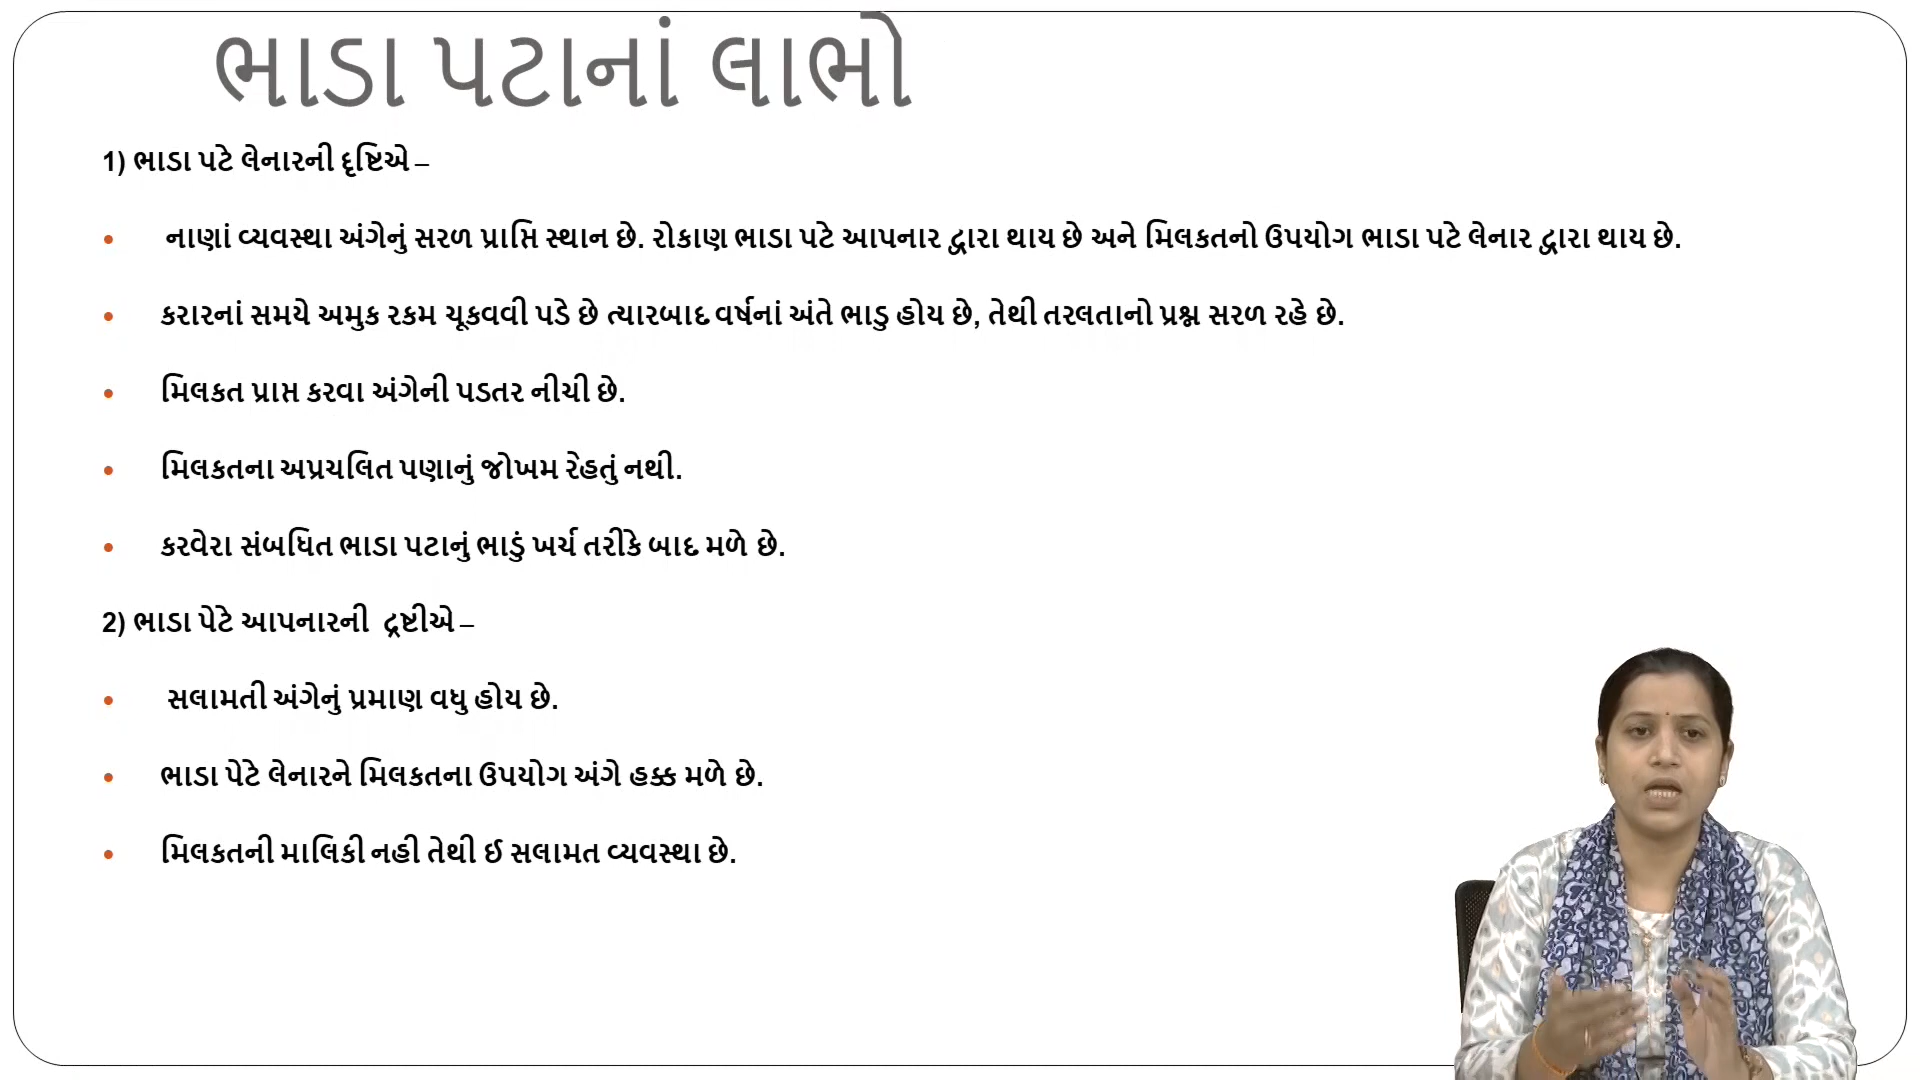 ભાડા પટાનાં લાભો
1) ભાડા પટે લેનારની દૃષ્ટિએ –
• નાણાં વ્યવસ્થા અંગેનું સરળ પ્રાપ્તિ સ્થાન છે. રોકાણ ભાડા પટે આપનાર દ્વારા થાય છે અને મિલકતનો ઉપયોગ ભાડા પટે લેનાર દ્વારા થાય છે.
• કરારનાં સમયે અમુક રકમ ચૂકવવી પડે છે ત્યારબાદ વર્ષનાં અંતે ભાડુ હોય છે, તેથી તરલતાનો પ્રશ્ન સરળ રહે છે.
• મિલકત પ્રાપ્ત કરવા અંગેની પડતર નીચી છે.
• મિલકતના અપ્રચલિત પણાનું જોખમ રેહતું નથી.
• કરવેરા સંબધિત ભાડા પટાનું ભાડું ખર્ચ તરીકે બાદ મળે છે.
2) ભાડા પેટે આપનારની દ્રષ્ટીએ –
• સલામતી અંગેનું પ્રમાણ વધુ હોય છે.
• ભાડા પેટે લેનારને મિલકતના ઉપયોગ અંગે હક્ક મળે છે.
• મિલકતની માલિકી નહી તેથી ઈ સલામત વ્યવસ્થા છે.